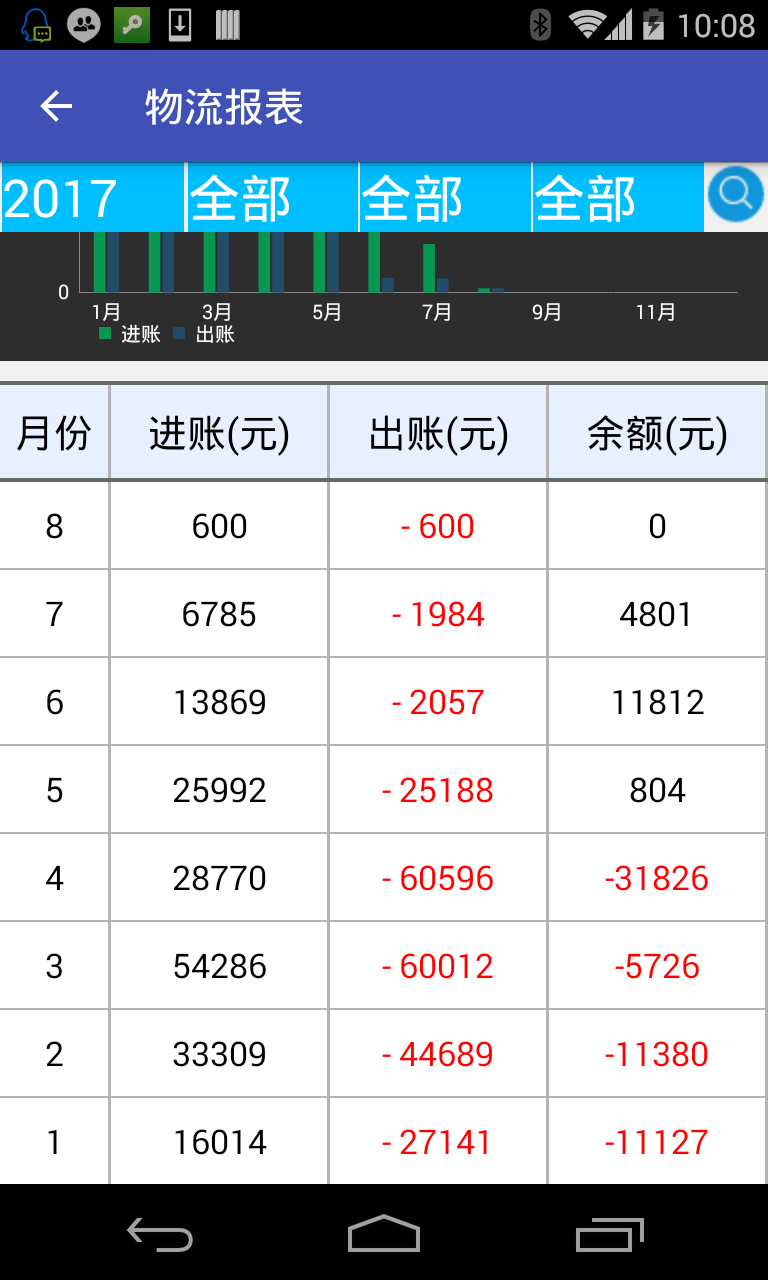 10:08
物流报表
2017 全部 全部 全部
0
1月 3月 5月 7月 9月 11月
进账 出账
月份 进账(元) 出账(元) 余额(元)
8 600 - 600 0
7 6785 - 1984 4801
6 13869 - 2057 11812
5 25992 - 25188 804
4 28770 - 60596 -31826
3 54286 - 60012 -5726
2 33309 - 44689 -11380
1 16014 - 27141 -11127